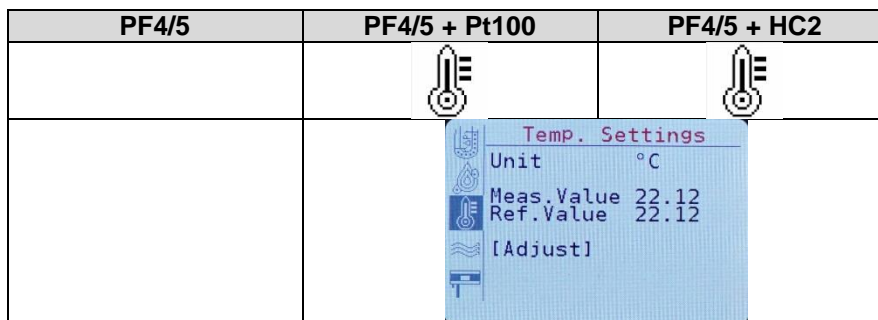 PF4/5 PF4/5 + Pt100 PF4/5 + HC2
Temp. Settings
Unit °C
Meas.Value 22.12
Ref.Value 22.12
[Adjust]